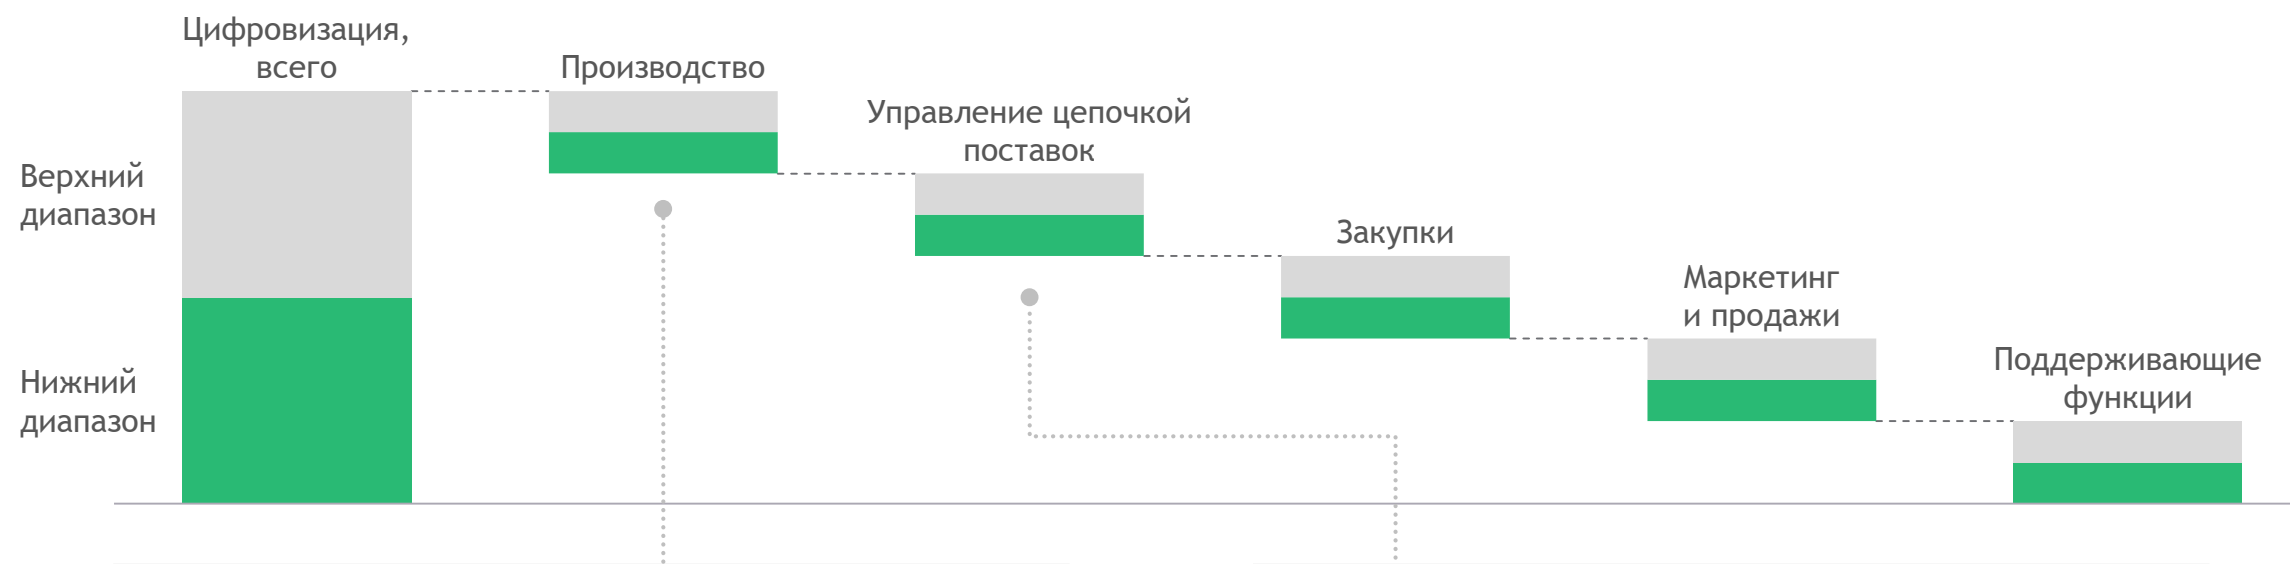 Цифровизация,
всего
Производство
Управление цепочкой
поставок
Верхний
диапазон
Закупки
Маркетинг
и продажи
Поддерживающие
функции
Нижний
диапазон